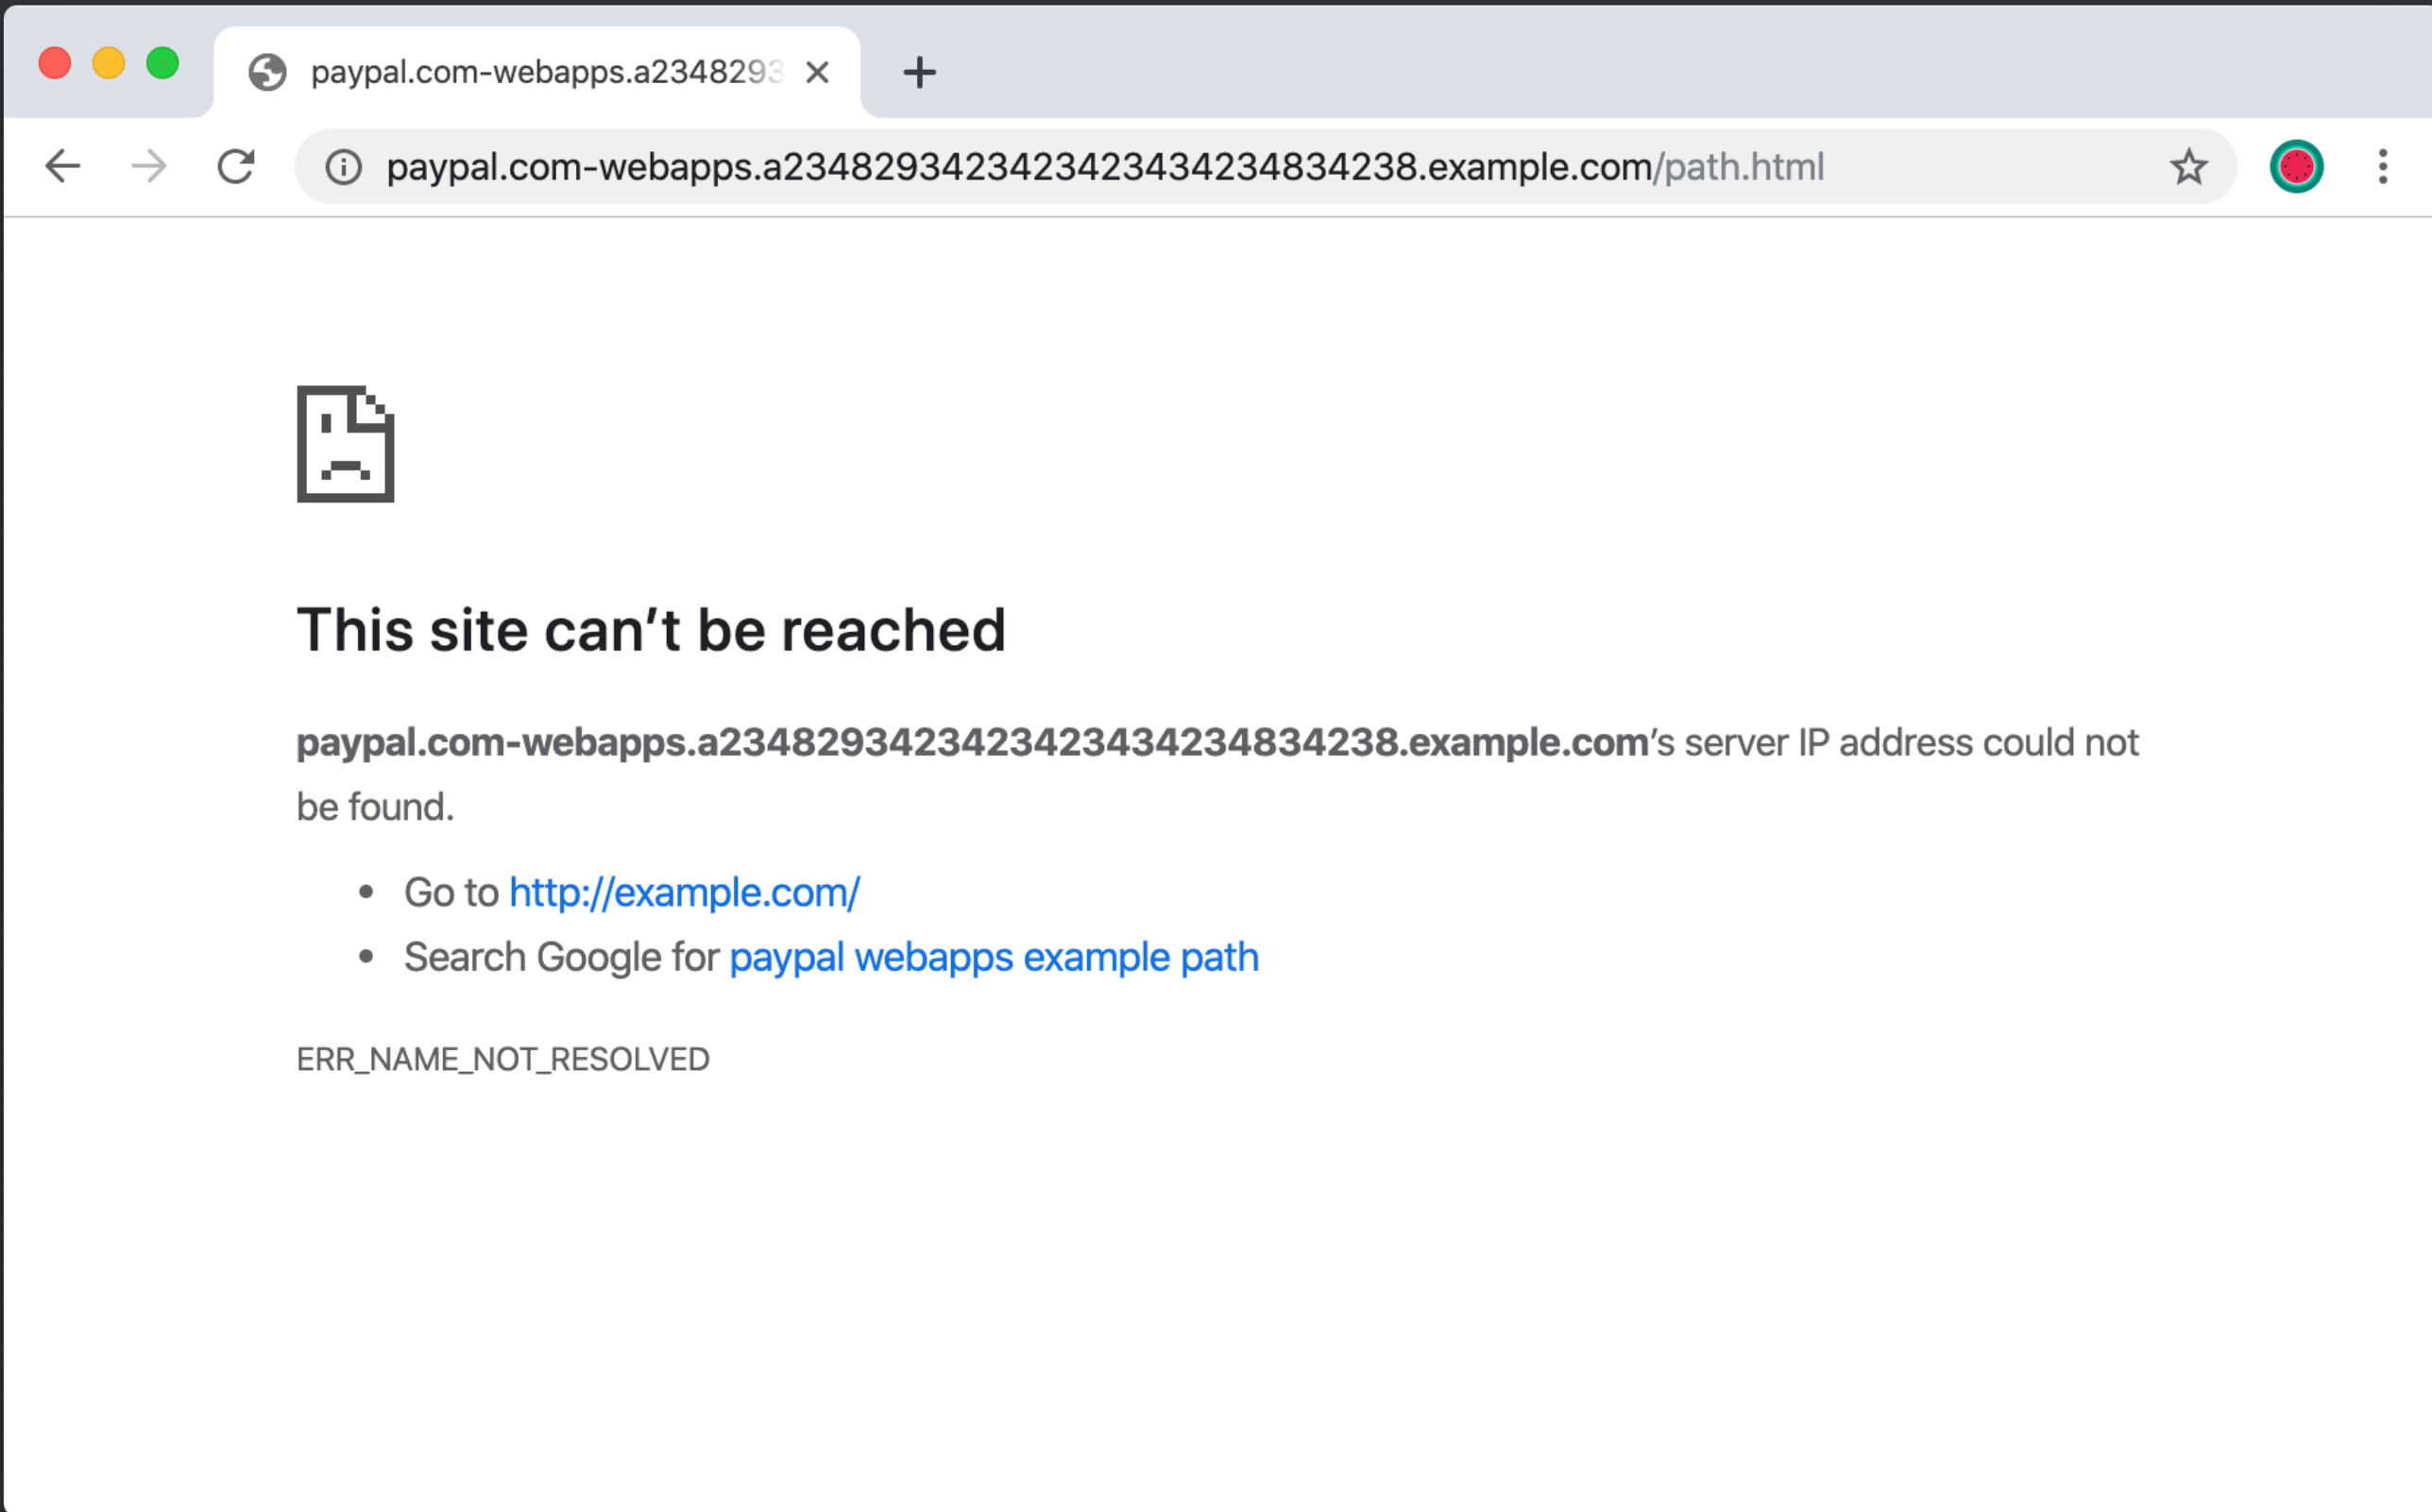 paypal.com-webapps.a2348293
paypal.com-webapps.a2348293423423423434234834238.example.com/path.html
This site can’t be reached
paypal.com-webapps.a2348293423423423434234834238.example.com’s server IP address could not
be found.
Go to http://example.com/
Search Google for paypal webapps example path
ERR_NAME_NOT_RESOLVED